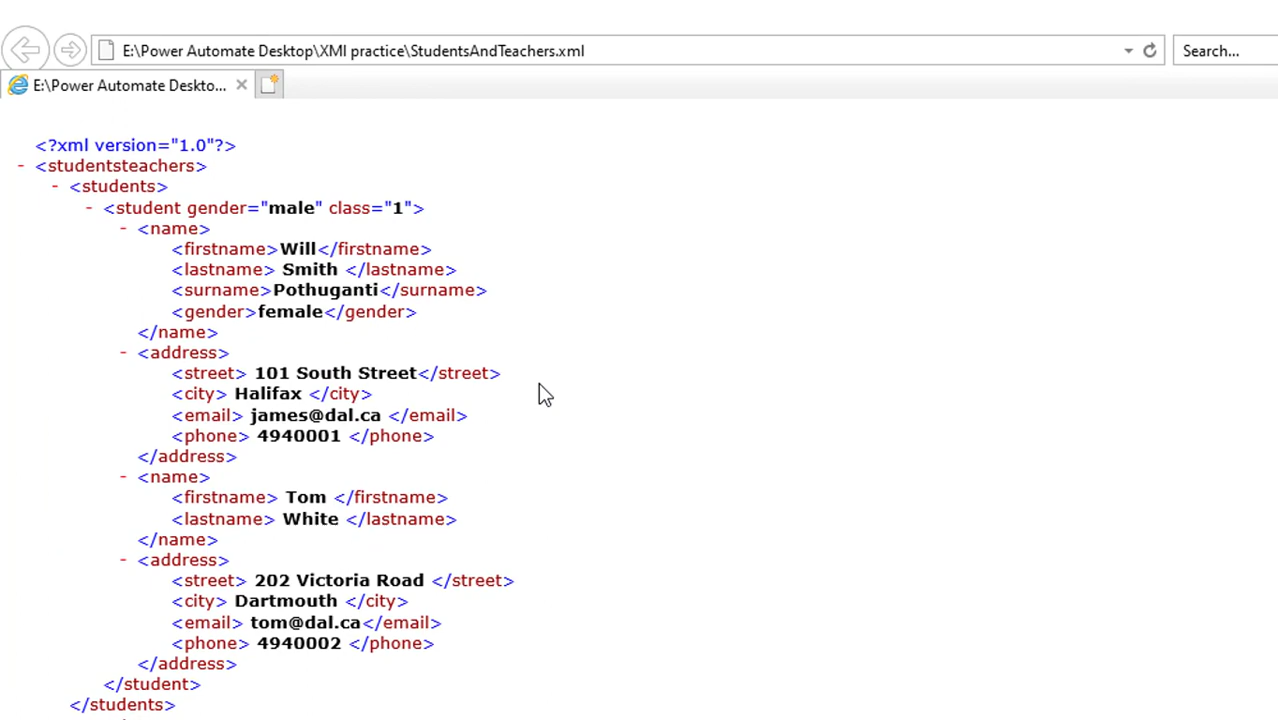 E:\Power Automate Desktop\XMl practice\StudentsAndTeachers.xml
Search...
E:\Power Automate Deskto...
<?xml version="1.0"?>
- <studentsteachers>
- <students>
- <student gender="male" class="1">
- <name>
<firstname>Will</firstname>
<lastname> Smith </lastname>
<surname>Pothuganti</surname>
<gender>female</gender>
</name>
- <address>
<street> 101 South Street</street>
<city> Halifax </city>
<email> james@dal.ca </email>
<phone> 4940001 </phone>
</address>
- <name>
<firstname> Tom </firstname>
<lastname> White </lastname>
</name>
- <address>
<street> 202 Victoria Road </street>
<city> Dartmouth </city>
<email> tom@dal.ca</email>
<phone> 4940002 </phone>
</address>
</student>
</students>